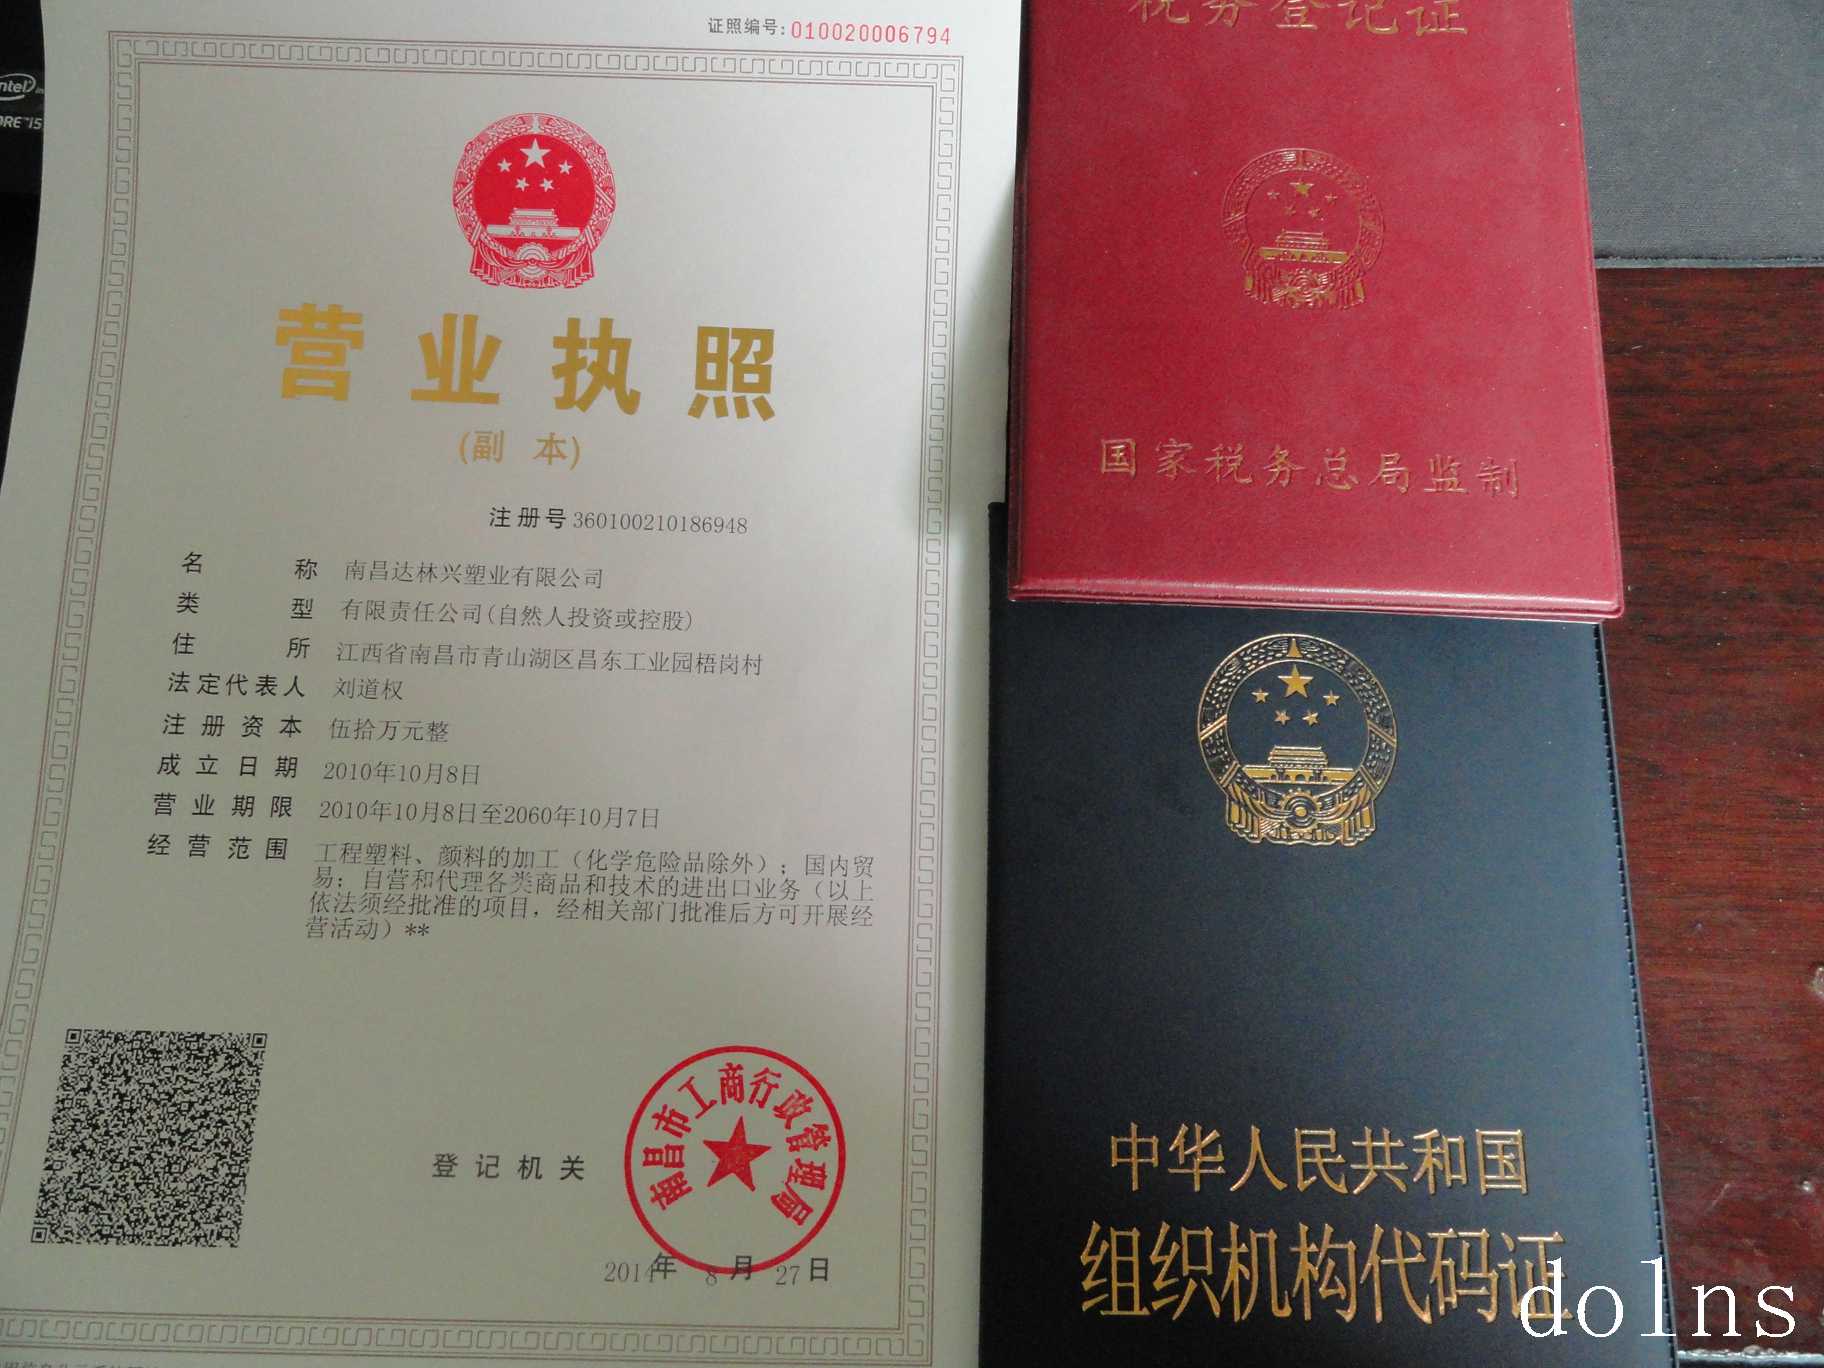 证照编号:010020006794
营业执照
(副 本)
注册号 360100210186948
名称 南昌达林兴塑业有限公司
类型 有限责任公司(自然人投资或控股)
住所 江西省南昌市青山湖区昌东工业园梧岗村
法定代表人 刘道权
注册资本 伍拾万元整
成立日期 2010年10月8日
营业期限 2010年10月8日至2060年10月7日
经营范围 工程塑料、颜料的加工（化学危险品除外）；国内贸
易；自营和代理各类商品和技术的进出口业务（以上
依法须经批准的项目，经相关部门批准后方可开展经
营活动）**
登记机关
南昌市工商行政管理局
2014年 8月 27日
税务登记证
国家税务总局监制
中华人民共和国
组织机构代码证
do1ns
intel
CORE i5